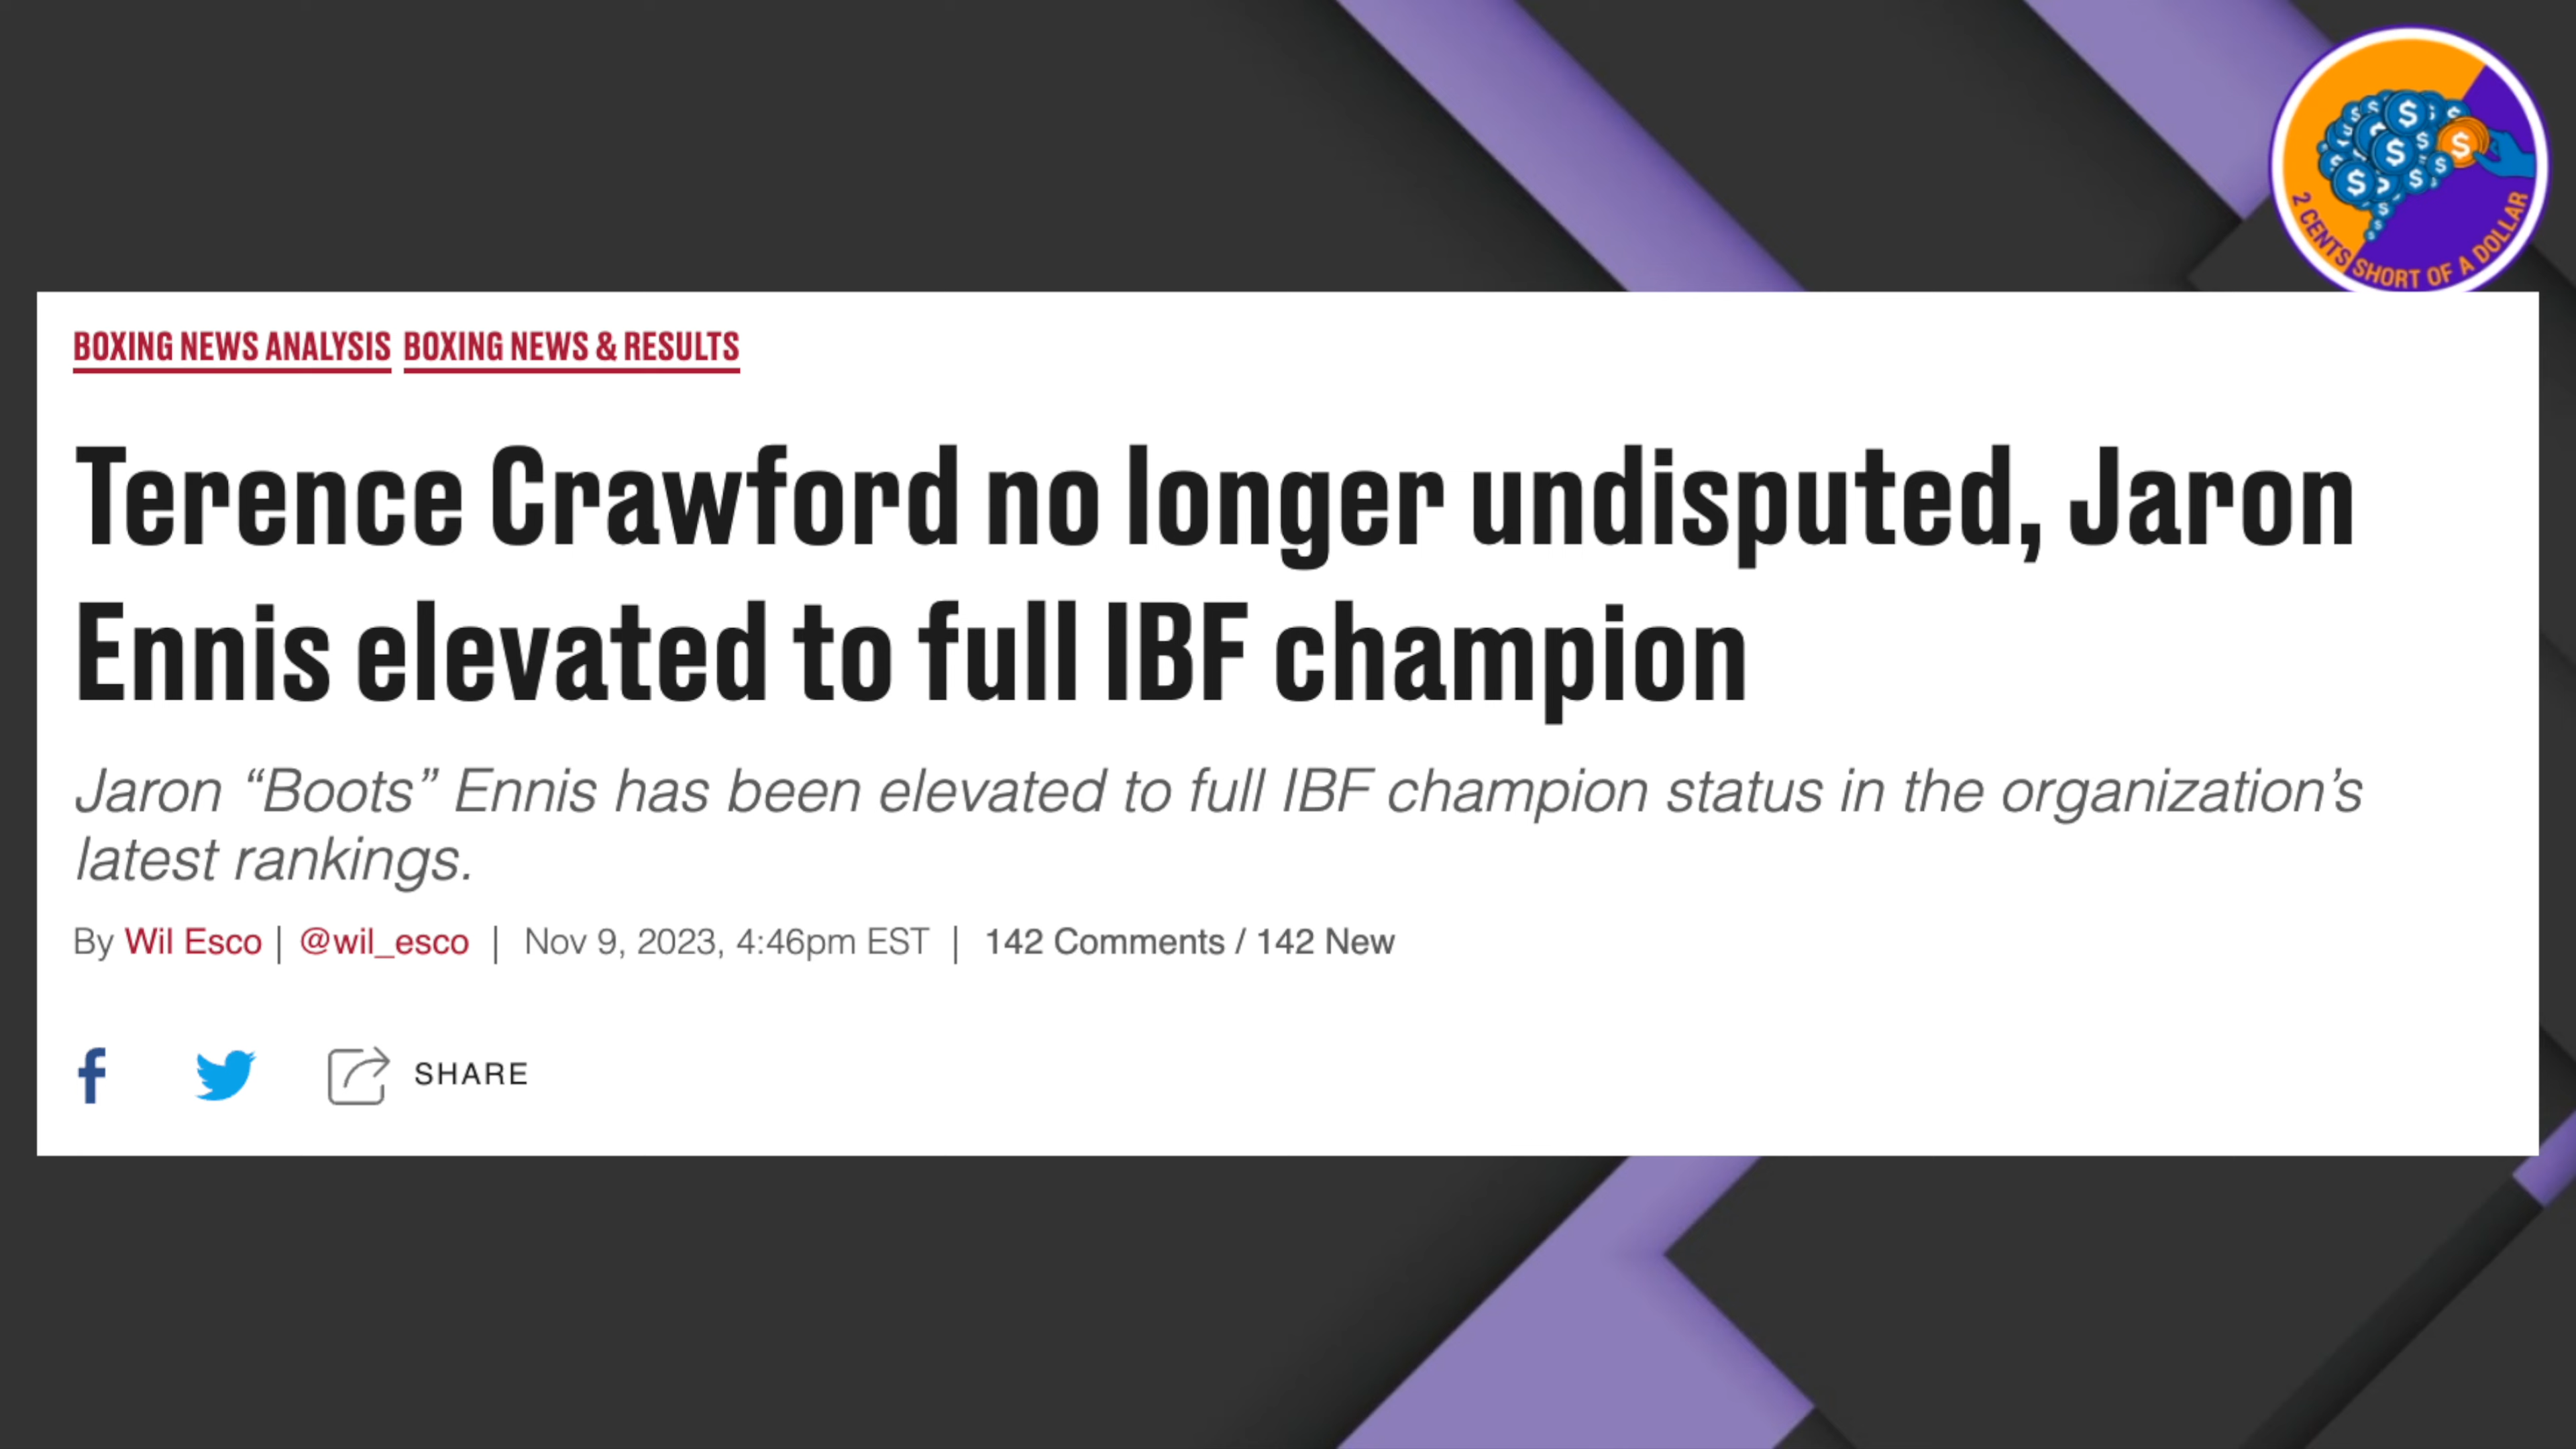 2 CENTS SHORT OF A DOLLAR
BOXING NEWS ANALYSIS BOXING NEWS & RESULTS
Terence Crawford no longer undisputed, Jaron
Ennis elevated to full IBF champion
Jaron “Boots” Ennis has been elevated to full IBF champion status in the organization’s
latest rankings.
By Wil Esco | @wil_esco | Nov 9, 2023, 4:46pm EST | 142 Comments / 142 New
SHARE